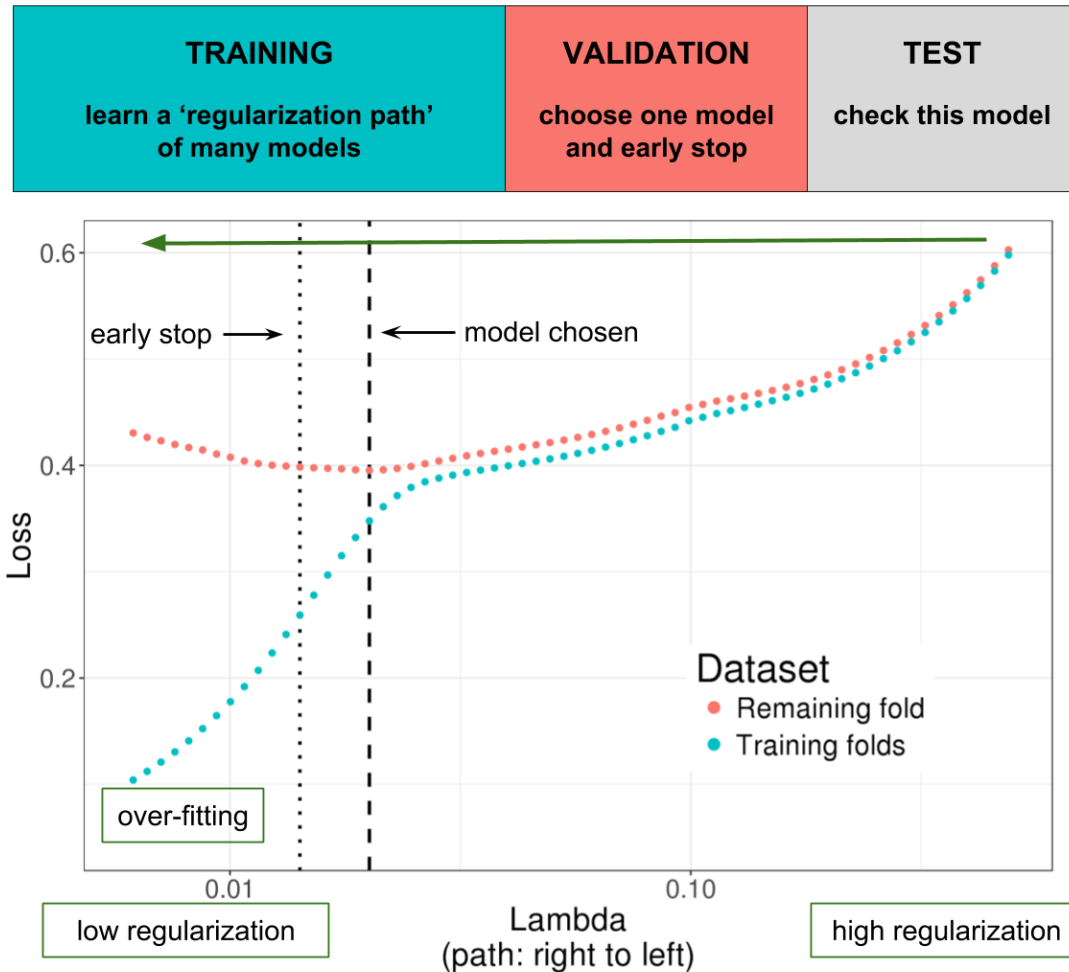 TRAINING
learn a ‘regularization path’
of many models
VALIDATION
choose one model
and early stop
TEST
check this model
0.6
early stop
model chosen
0.4
Loss
0.2
Dataset
Remaining fold
Training folds
over-fitting
0.01
0.10
low regularization
Lambda
(path: right to left)
high regularization